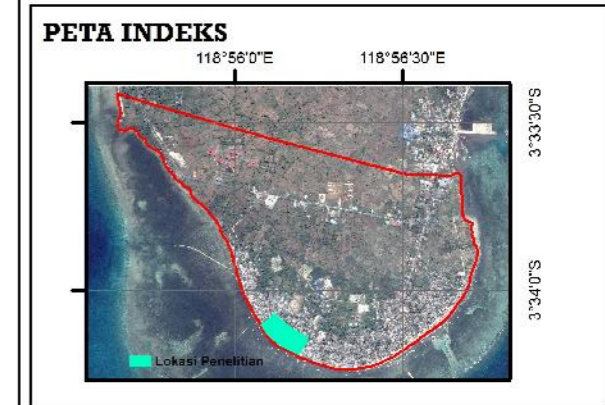 PETA INDEKS
118°56'0"E 118°56'30"E
3°33'30"S
3°34'0"S
Lokasi Penelitian